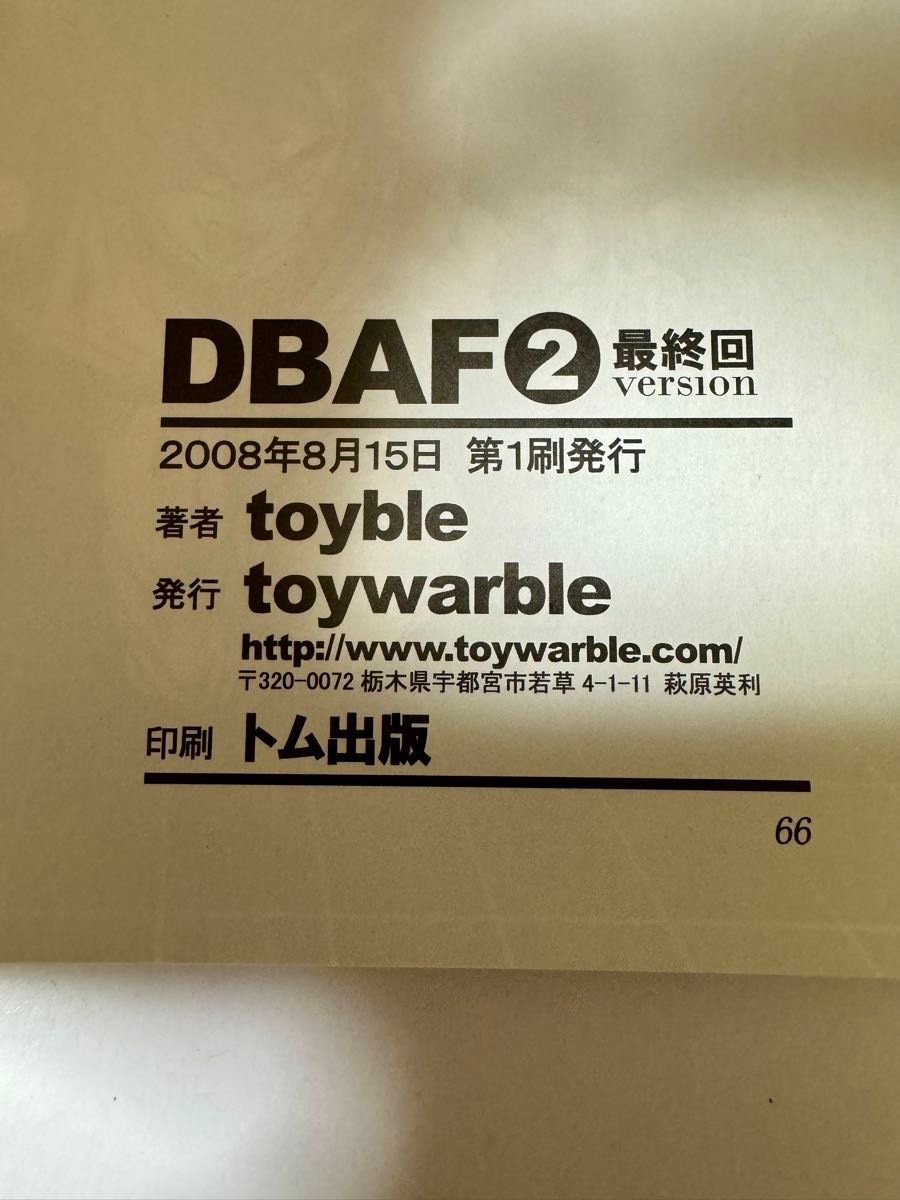 DBAF② 最終回
version
2008年8月15日 第1刷発行
著者 toyble
発行 toywarble
http://www.toywarble.com/
〒320-0072 栃木県宇都宮市若草 4-1-11 萩原英利
印刷 トム出版
66